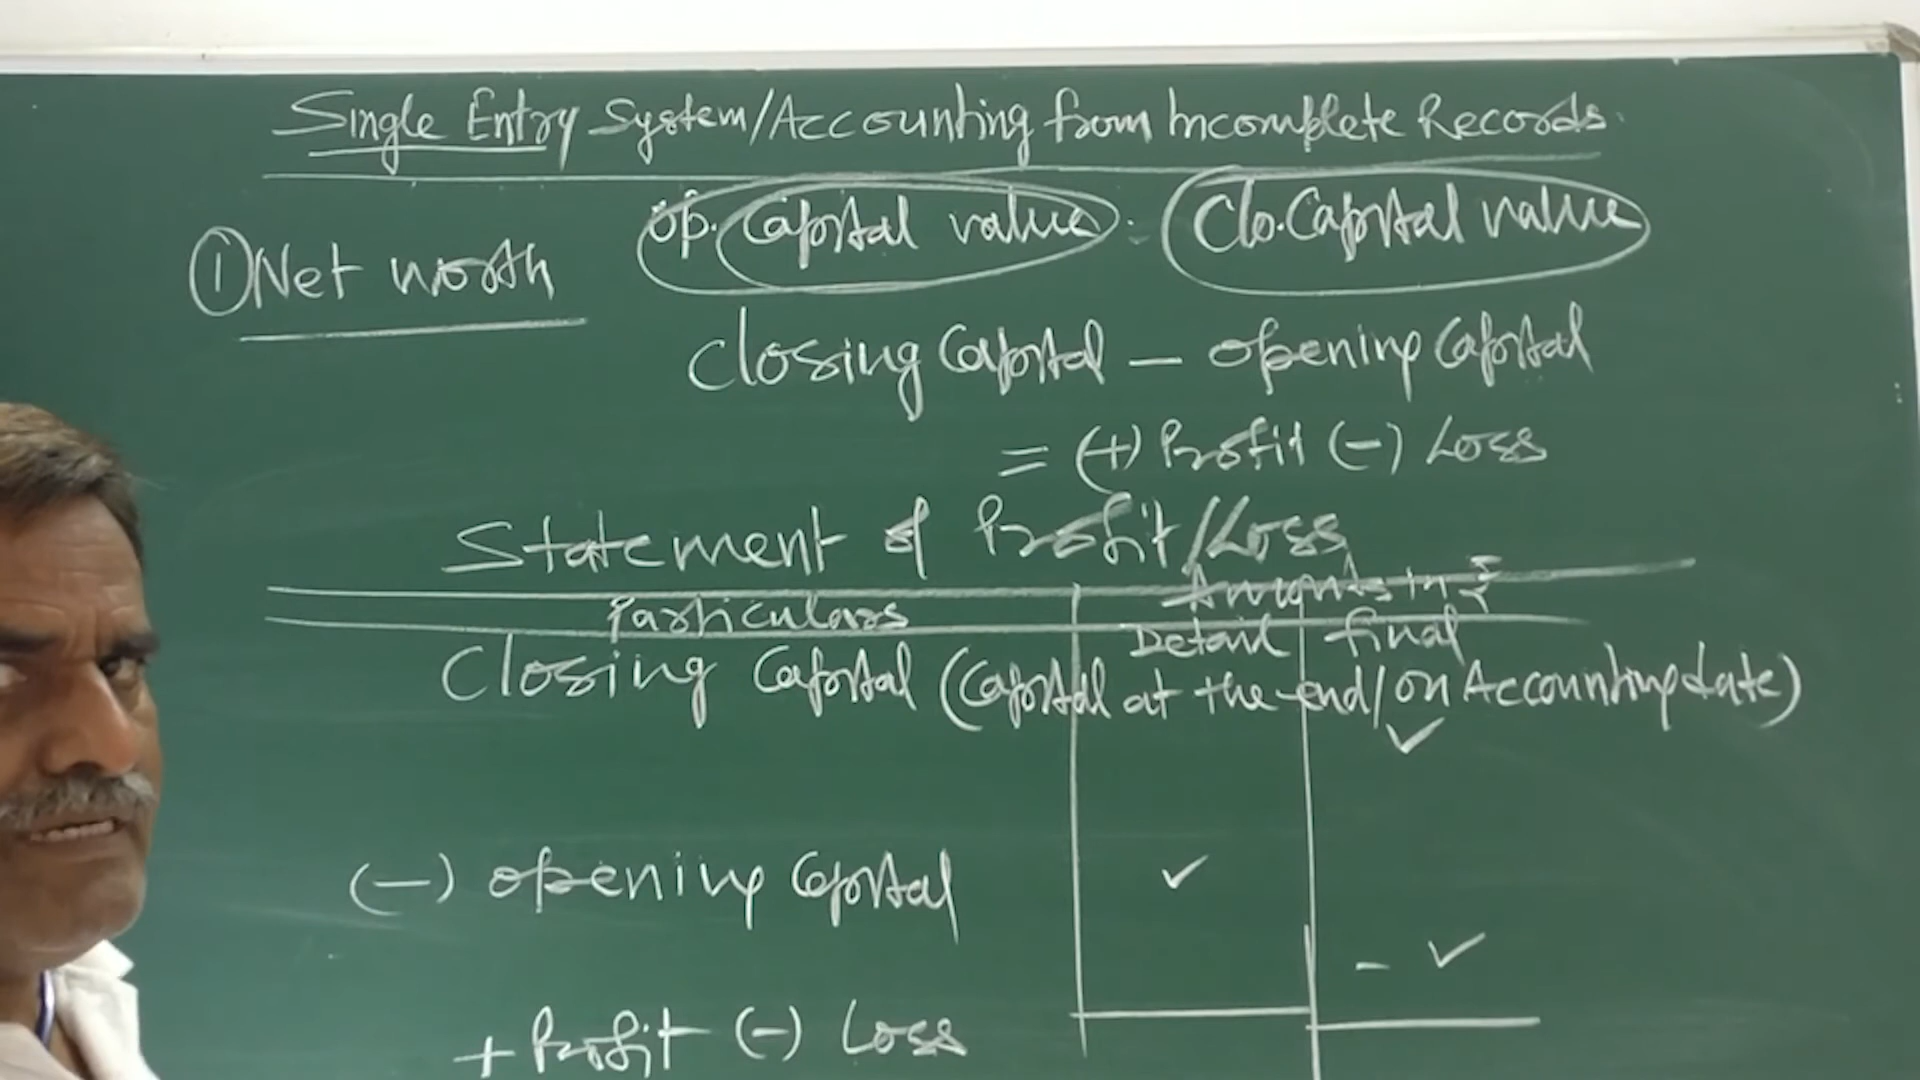 Single Entry System/Accounting from Incomplete Records.
① Net worth
op. Capital value. Clo. Capital value
Closing Capital – opening Capital
= (+) Profit (–) Loss
Statement of Profit/Loss
Particulars
Amounts in ₹
Detail final
Closing Capital (Capital at the end/on Accounting date)
✓
(–) opening Capital ✓
– ✓
+ Profit (–) Loss